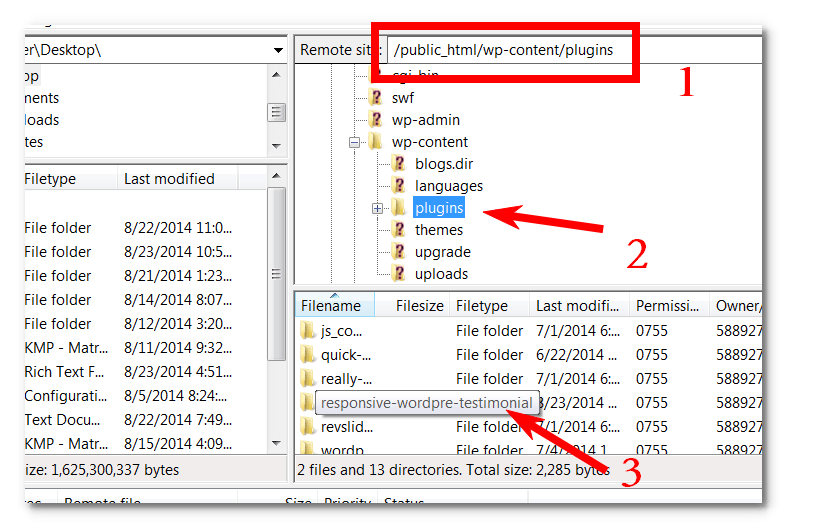 er\Desktop\
Remote site: /public_html/wp-content/plugins
1
cgi-bin
swf
wp-admin
wp-content
blogs.dir
languages
plugins
themes
upgrade
uploads
2
Filetype Last modified
File folder 8/22/2014 11:0...
File folder 8/23/2014 10:5...
File folder 8/21/2014 1:23...
File folder 8/14/2014 8:07...
File folder 8/12/2014 3:20...
KMP - Matr... 8/11/2014 9:32...
Rich Text F... 8/23/2014 4:51...
Configurati... 8/5/2014 8:24:...
Text Docu... 8/22/2014 7:49...
KMP - Matr... 8/15/2014 4:09...
ize: 1,625,300,337 bytes
Filename Filesize Filetype Last modifi... Permissi... Owner/
js_co... File folder 7/1/2014 6:... 0755 588927
quick-... File folder 6/22/2014 ... 0755 588927
really-... File folder 7/1/2014 6:... 0755 588927
responsive-wordpre-testimonial 8/23/2014 ... 0755 588927
revslid... File folder 7/1/2014 6:... 0755 588927
wordp... File folder 7/4/2014 1... 0755 588927
2 files and 13 directories. Total size: 2,285 bytes
3
Remote file Size Priority Status